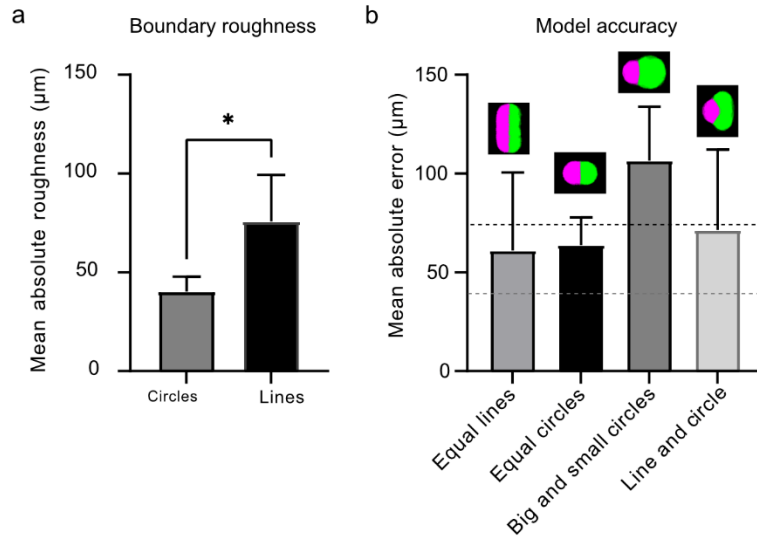 a
Boundary roughness
Mean absolute roughness (µm)
150
100
50
0
*
Circles
Lines
b
Model accuracy
Mean absolute error (µm)
150
100
50
0
Equal lines
Equal circles
Big and small circles
Line and circle